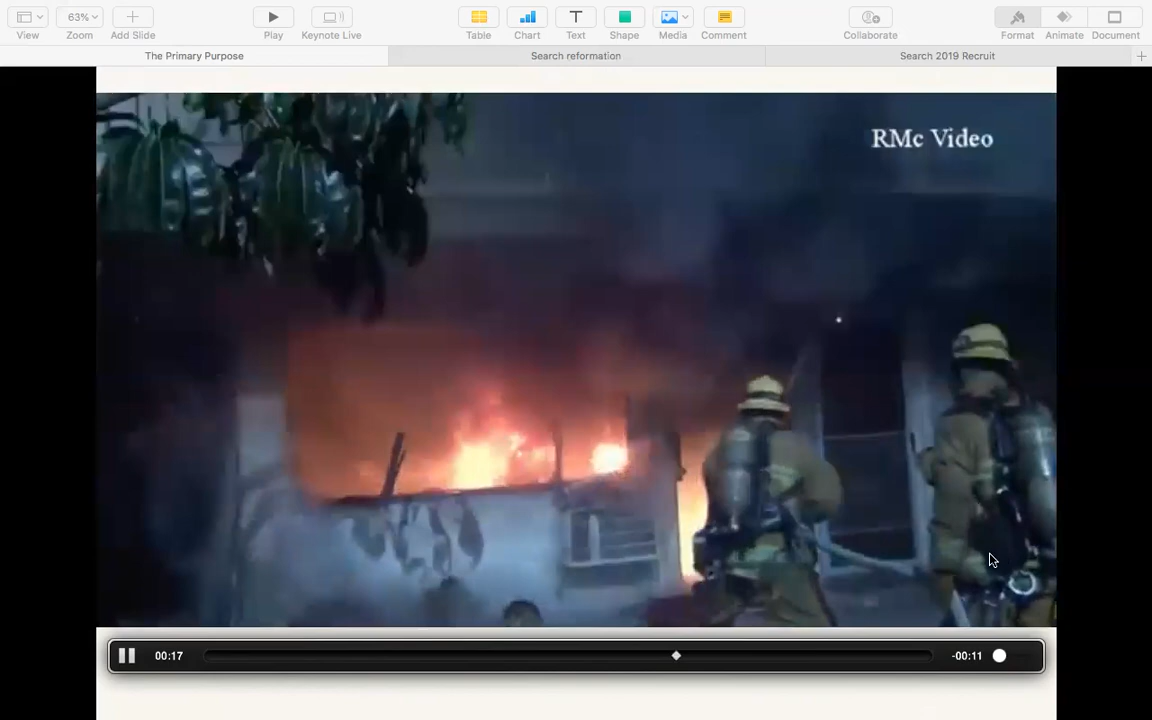 View
63%
Zoom
Add Slide
Play
Keynote Live
Table
Chart
Text
Shape
Media
Comment
Collaborate
Format
Animate
Document
The Primary Purpose
Search reformation
Search 2019 Recruit
RMc Video
00:17
-00:11